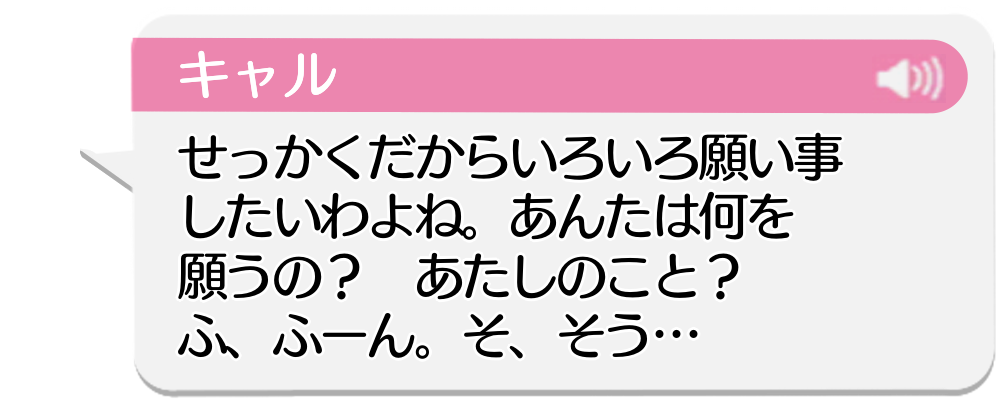 キャル
せっかくだからいろいろ願い事
したいわよね。あんたは何を
願うの？　あたしのこと？
ふ、ふーん。そ、そう…